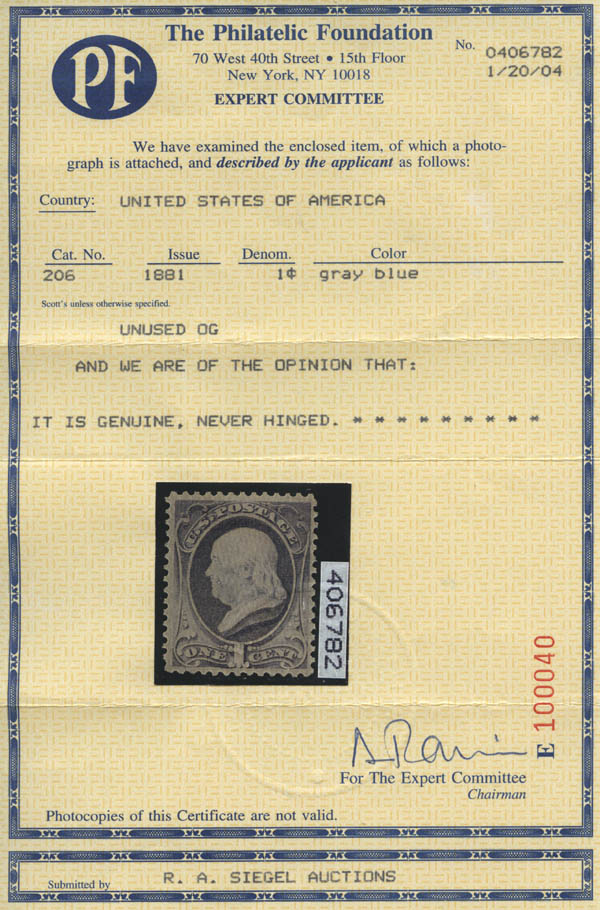 PF
The Philatelic Foundation
70 West 40th Street • 15th Floor
New York, NY 10018
EXPERT COMMITTEE
No. 0406782
1/20/04
We have examined the enclosed item, of which a photo-
graph is attached, and described by the applicant as follows:
Country: UNITED STATES OF AMERICA
Cat. No. Issue Denom. Color
206 1881 1¢ gray blue
Scott's unless otherwise specified.
UNUSED OG
AND WE ARE OF THE OPINION THAT:
IT IS GENUINE, NEVER HINGED. * * * * * * * * *
U.S. POSTAGE
ONE 1 CENT
406782
E 100040
For The Expert Committee
Chairman
Photocopies of this Certificate are not valid.
Submitted by R. A. SIEGEL AUCTIONS